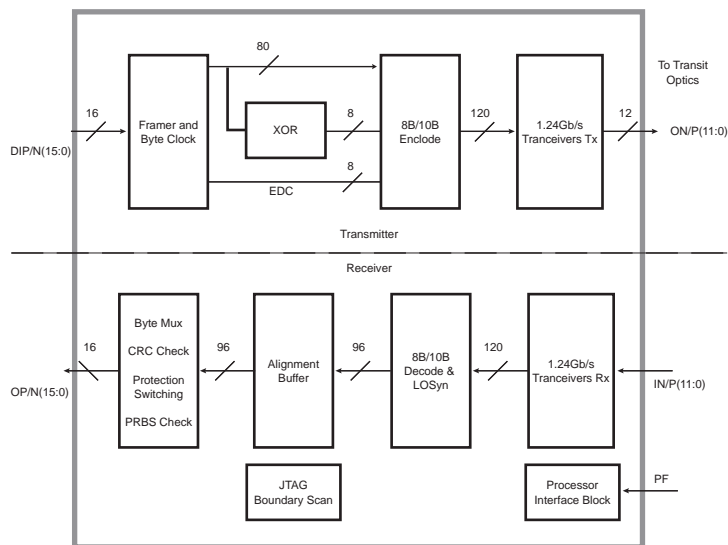 80
To Transit
Optics
16
8
120
12
Framer and
Byte Clock
XOR
8B/10B
Enclode
1.24Gb/s
Tranceivers Tx
DIP/N(15:0)
ON/P(11:0)
8
EDC
Transmitter
Receiver
Byte Mux
CRC Check
Protection
Switching
PRBS Check
16
96
Alignment
Buffer
96
8B/10B
Decode &
LOSyn
120
1.24Gb/s
Tranceivers Rx
OP/N(15:0)
IN/P(11:0)
JTAG
Boundary Scan
Processor
Interface Block
PF